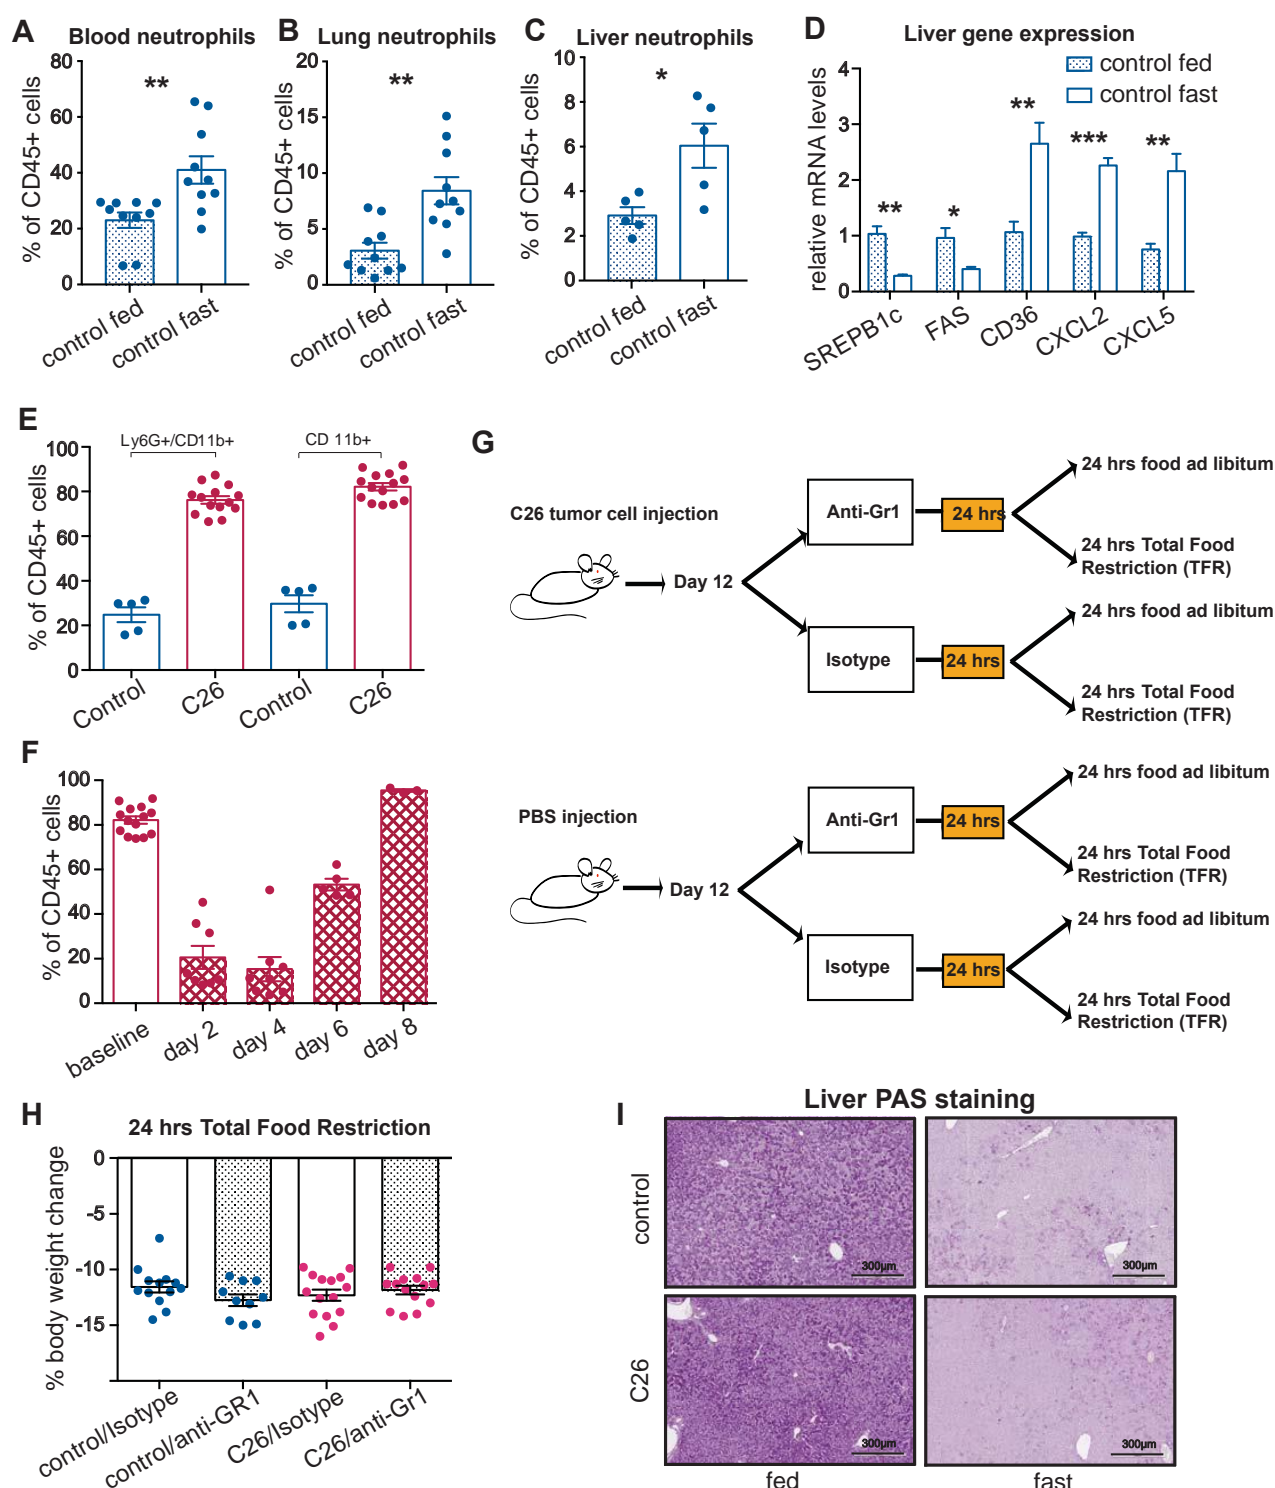 A Blood neutrophils
**
80
60
40
20
0
% of CD45+ cells
control fed
control fast
B Lung neutrophils
**
20
15
10
5
0
% of CD45+ cells
control fed
control fast
C Liver neutrophils
*
10
8
6
4
2
0
% of CD45+ cells
control fed
control fast
D Liver gene expression
control fed
control fast
** * ** *** **
4
3
2
1
0
relative mRNA levels
SREPB1c
FAS
CD36
CXCL2
CXCL5
E
Ly6G+/CD11b+
CD 11b+
100
80
60
40
20
0
% of CD45+ cells
Control
C26
Control
C26
F
100
80
60
40
20
0
% of CD45+ cells
baseline
day 2
day 4
day 6
day 8
G
C26 tumor cell injection
Day 12
Anti-Gr1
24 hrs
24 hrs food ad libitum
24 hrs Total Food
Restriction (TFR)
Isotype
24 hrs
24 hrs food ad libitum
24 hrs Total Food
Restriction (TFR)
PBS injection
Day 12
Anti-Gr1
24 hrs
24 hrs food ad libitum
24 hrs Total Food
Restriction (TFR)
Isotype
24 hrs
24 hrs food ad libitum
24 hrs Total Food
Restriction (TFR)
H
24 hrs Total Food Restriction
0
-5
-10
-15
% body weight change
control/Isotype
control/anti-GR1
C26/Isotype
C26/anti-Gr1
I
Liver PAS staining
control
300µm
300µm
C26
300µm
300µm
fed
fast